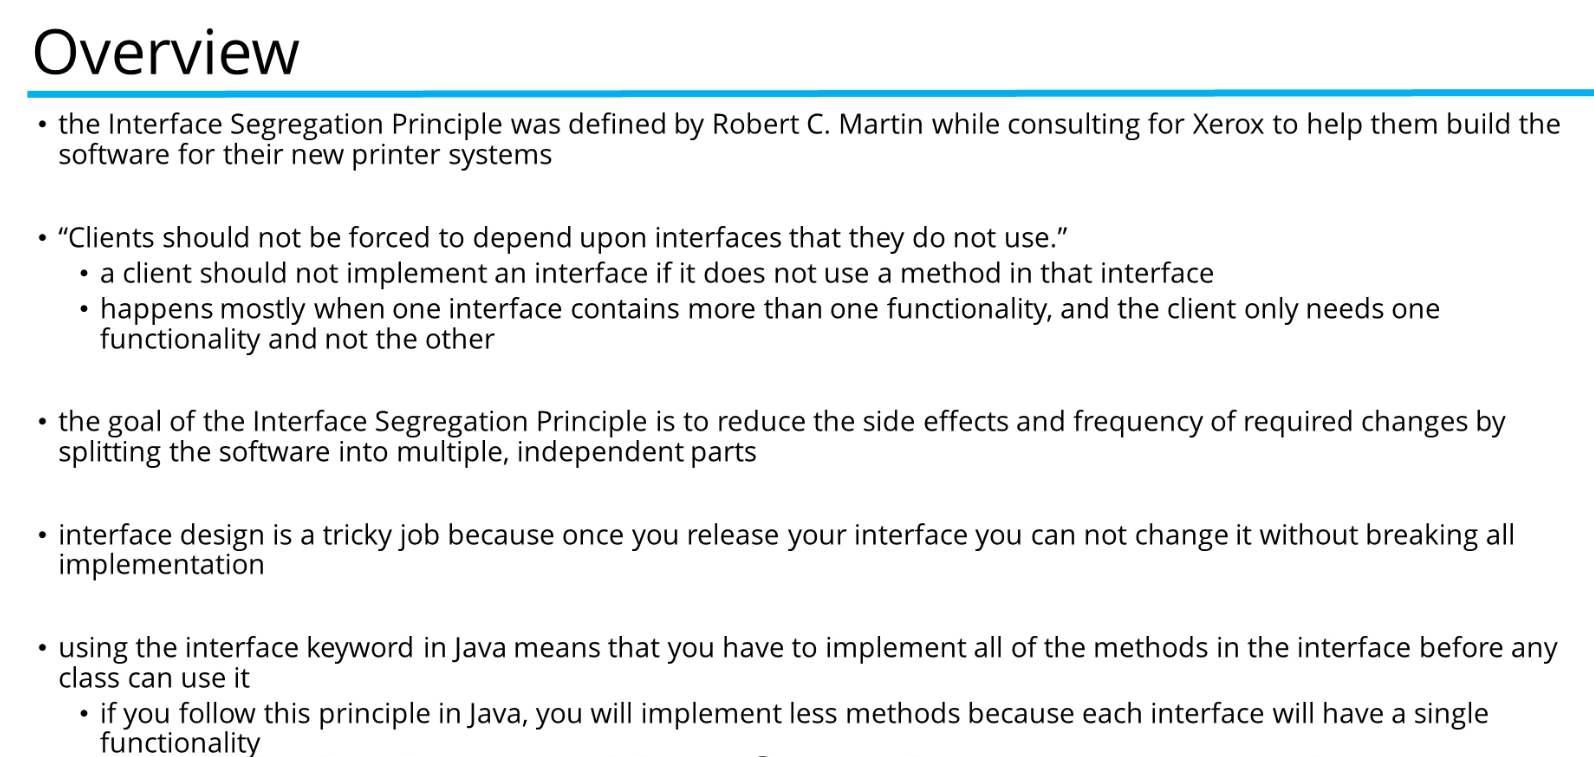 Overview
• the Interface Segregation Principle was defined by Robert C. Martin while consulting for Xerox to help them build the
software for their new printer systems
• “Clients should not be forced to depend upon interfaces that they do not use.”
• a client should not implement an interface if it does not use a method in that interface
• happens mostly when one interface contains more than one functionality, and the client only needs one
functionality and not the other
• the goal of the Interface Segregation Principle is to reduce the side effects and frequency of required changes by
splitting the software into multiple, independent parts
• interface design is a tricky job because once you release your interface you can not change it without breaking all
implementation
• using the interface keyword in Java means that you have to implement all of the methods in the interface before any
class can use it
• if you follow this principle in Java, you will implement less methods because each interface will have a single
functionality